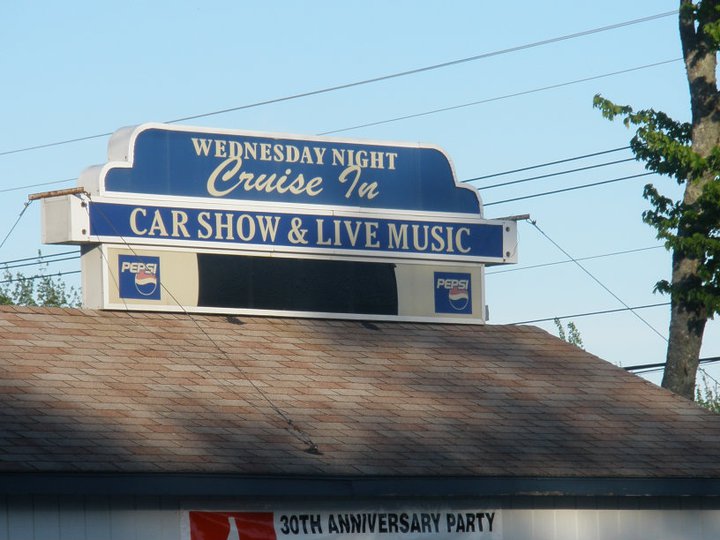 WEDNESDAY NIGHT
Cruise In
CAR SHOW & LIVE MUSIC
PEPSI
PEPSI
30TH ANNIVERSARY PARTY